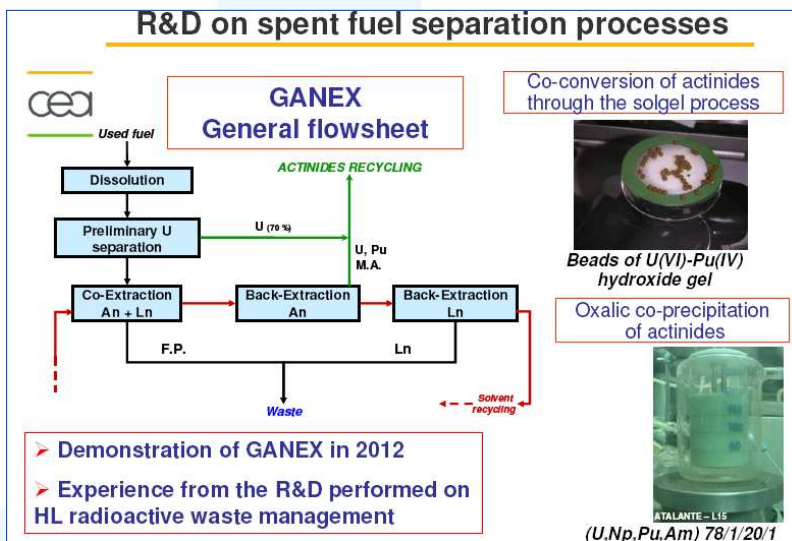 R&D on spent fuel separation processes
cea
GANEX
General flowsheet
Used fuel
Dissolution
Preliminary U
separation
U (70 %)
ACTINIDES RECYCLING
U, Pu
M.A.
Co-Extraction
An + Ln
Back-Extraction
An
Back-Extraction
Ln
F.P.
Ln
Waste
Solvent
recycling
➢ Demonstration of GANEX in 2012
➢ Experience from the R&D performed on
HL radioactive waste management
Co-conversion of actinides
through the solgel process
Beads of U(VI)-Pu(IV)
hydroxide gel
Oxalic co-precipitation
of actinides
ATALANTE – L15
(U,Np,Pu,Am) 78/1/20/1